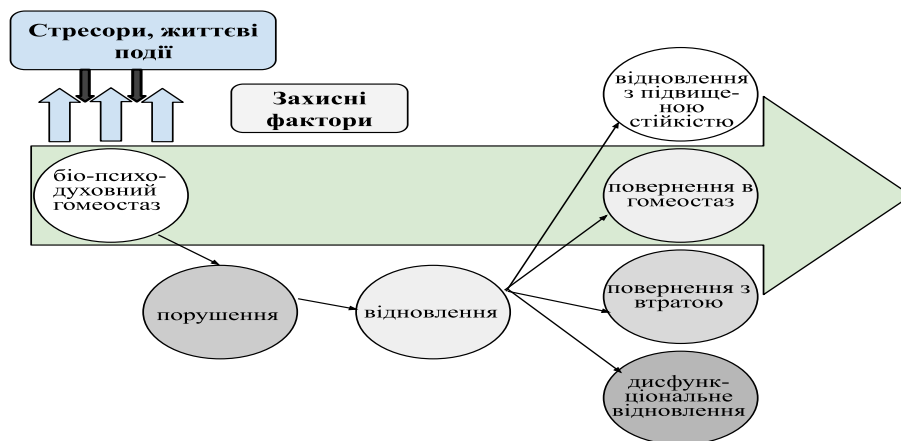 Стресори, життєві
події
Захисні
фактори
відновлення
з підвище-
ною
стійкістю
біо-психо-
духовний
гомеостаз
повернення в
гомеостаз
порушення
відновлення
повернення з
втратою
дисфунк-
ціональне
відновлення